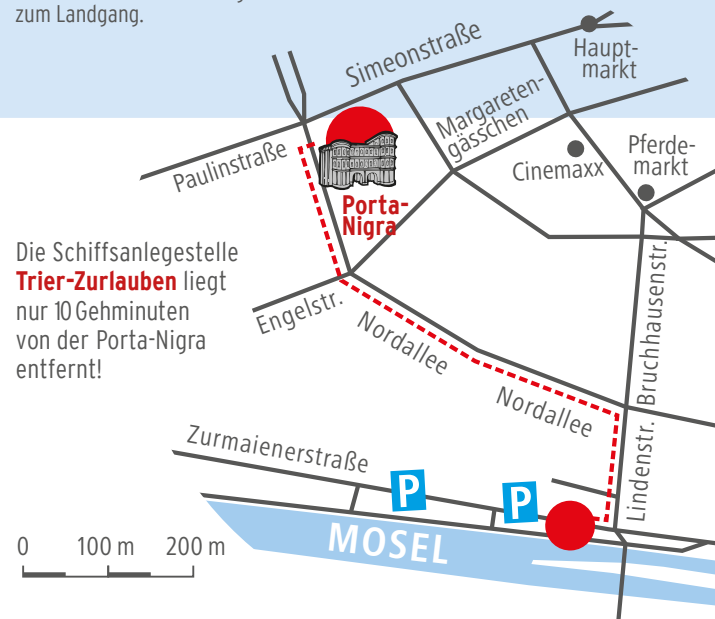 zum Landgang.
Simeonstraße
Haupt-
markt
Margareten-
gässchen
Cinemaxx
Pferde-
markt
Paulinstraße
Porta-
Nigra
Die Schiffsanlegestelle
Trier-Zurlauben liegt
nur 10 Gehminuten
von der Porta-Nigra
entfernt!
Engelstr.
Nordallee
Nordallee
Bruchhausenstr.
Lindenstr.
Zurmaienerstraße
P
P
MOSEL
0 100 m 200 m